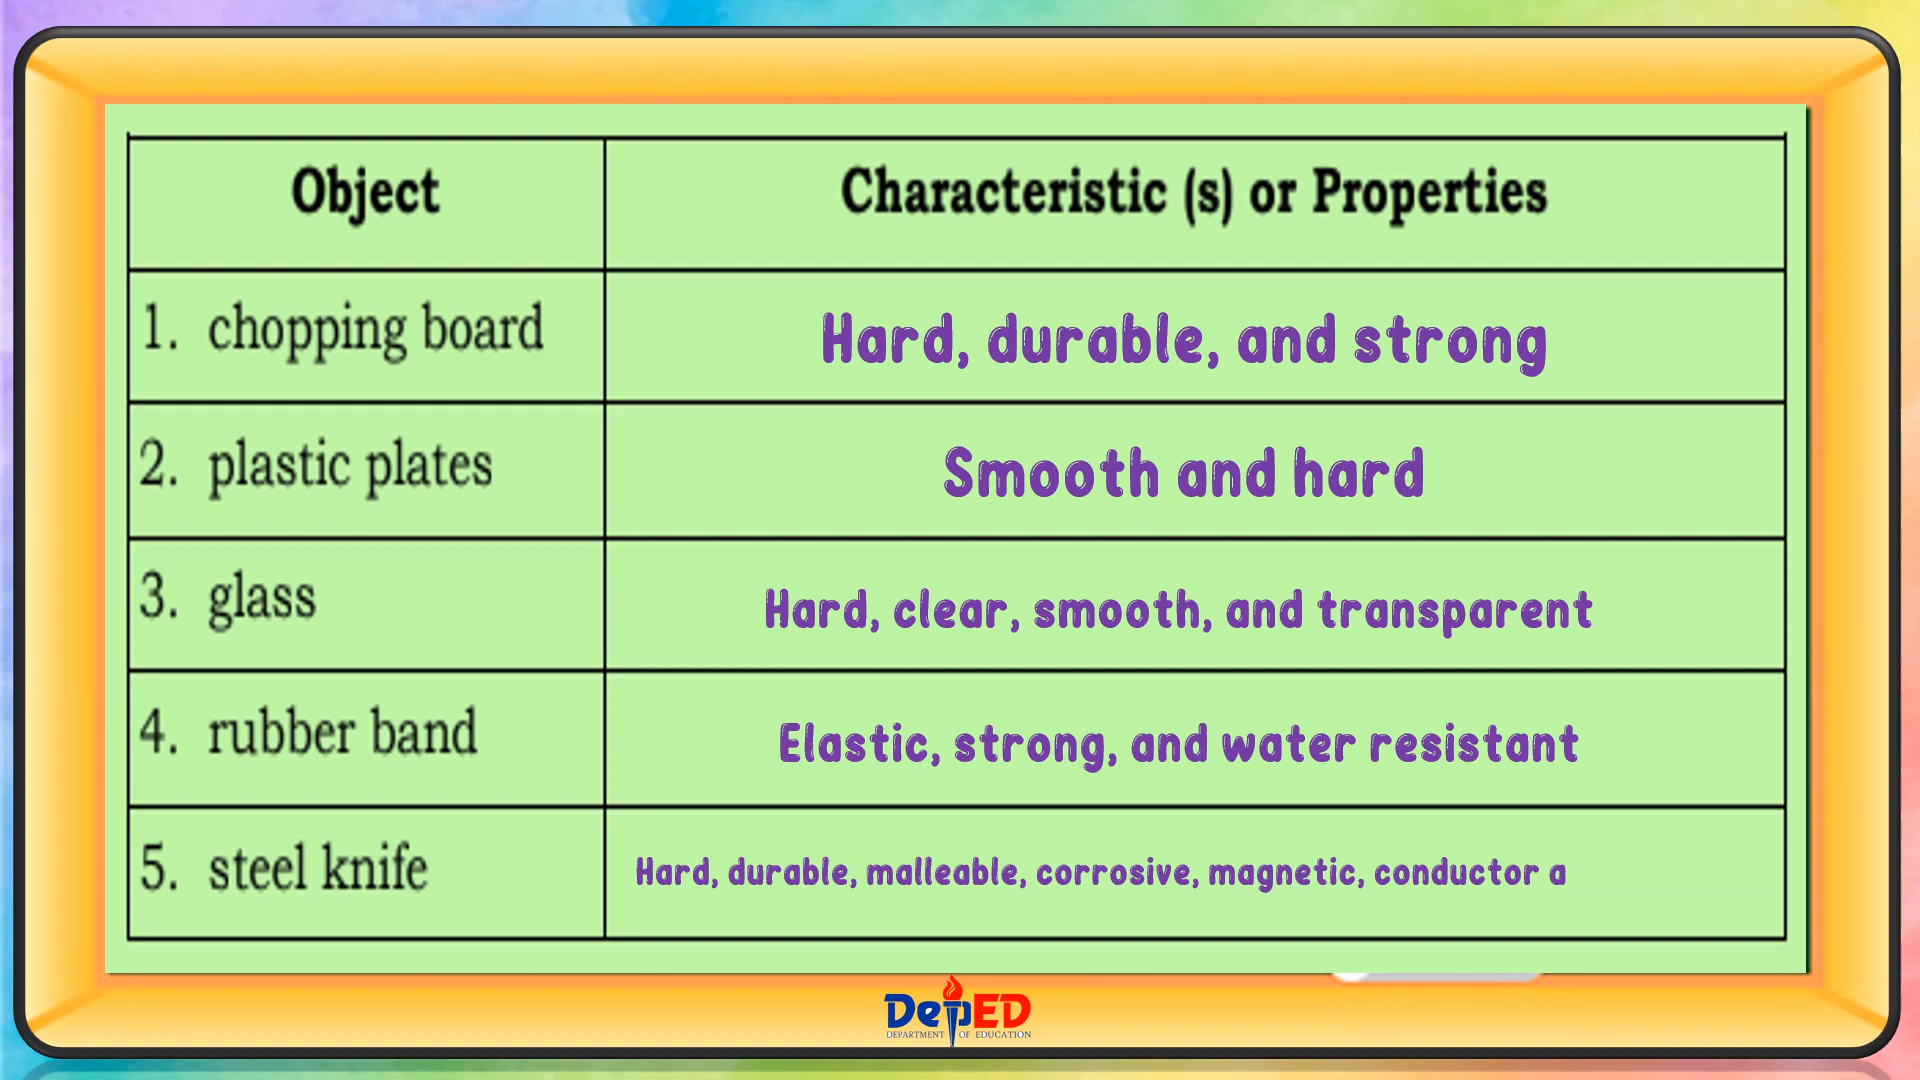 Object Characteristic (s) or Properties
1. chopping board Hard, durable, and strong
2. plastic plates Smooth and hard
3. glass Hard, clear, smooth, and transparent
4. rubber band Elastic, strong, and water resistant
5. steel knife Hard, durable, malleable, corrosive, magnetic, conductor a
DepED
DEPARTMENT OF EDUCATION